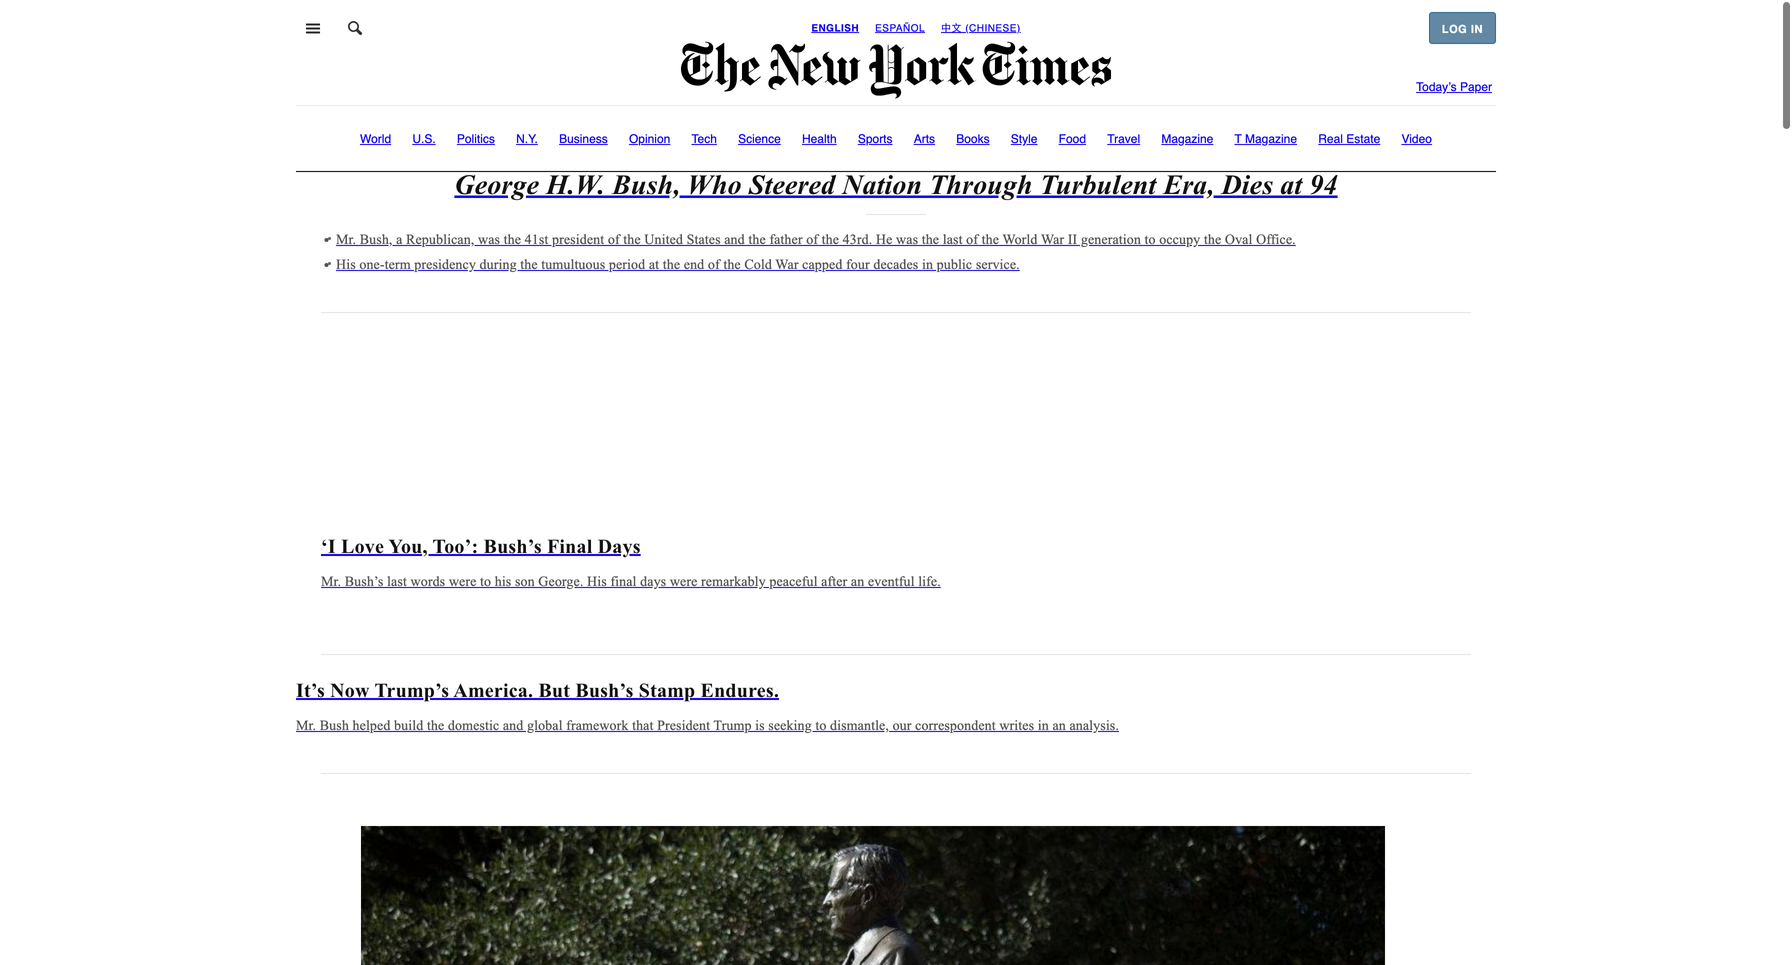 ENGLISH ESPAÑOL 中文 (CHINESE)
LOG IN
The New York Times
Today's Paper
World U.S. Politics N.Y. Business Opinion Tech Science Health Sports Arts Books Style Food Travel Magazine T Magazine Real Estate Video
George H.W. Bush, Who Steered Nation Through Turbulent Era, Dies at 94
Mr. Bush, a Republican, was the 41st president of the United States and the father of the 43rd. He was the last of the World War II generation to occupy the Oval Office.
His one-term presidency during the tumultuous period at the end of the Cold War capped four decades in public service.
‘I Love You, Too’: Bush’s Final Days
Mr. Bush’s last words were to his son George. His final days were remarkably peaceful after an eventful life.
It’s Now Trump’s America. But Bush’s Stamp Endures.
Mr. Bush helped build the domestic and global framework that President Trump is seeking to dismantle, our correspondent writes in an analysis.